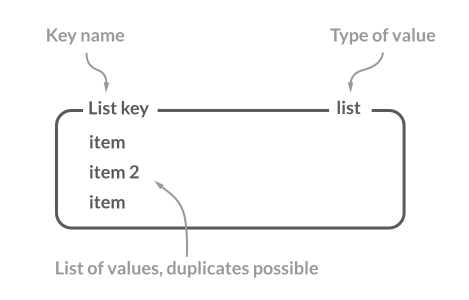 Key name
Type of value
List key
list
item
item 2
item
List of values, duplicates possible